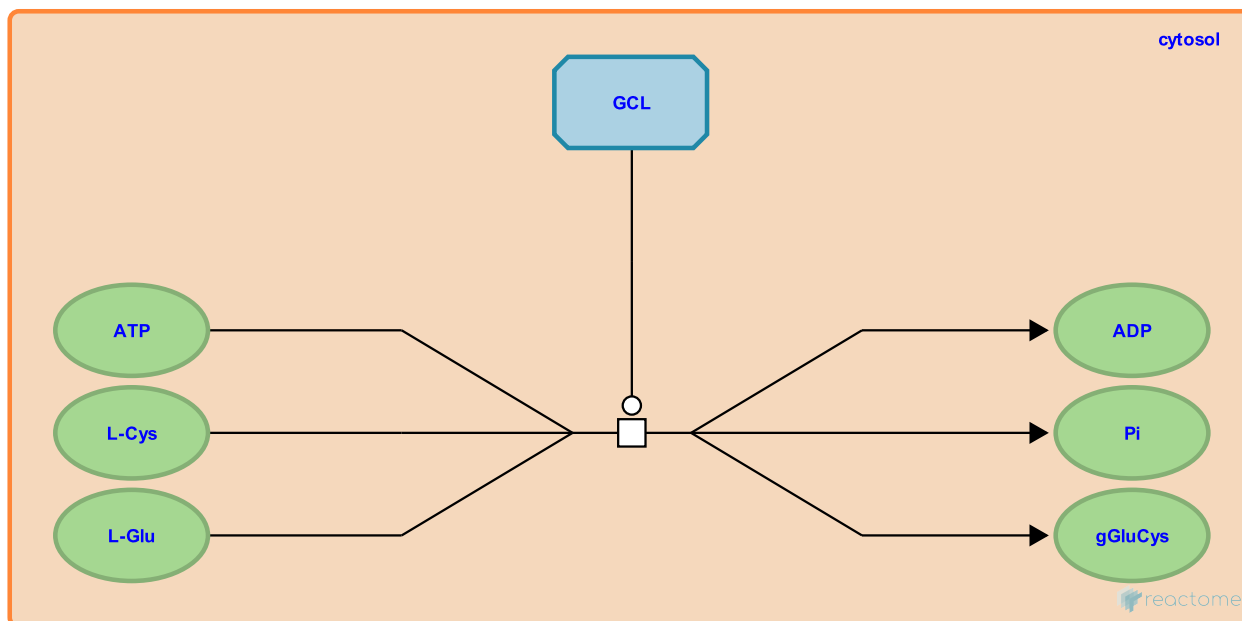 cytosol
GCL
ATP
ADP
L-Cys
Pi
L-Glu
gGluCys
reactome